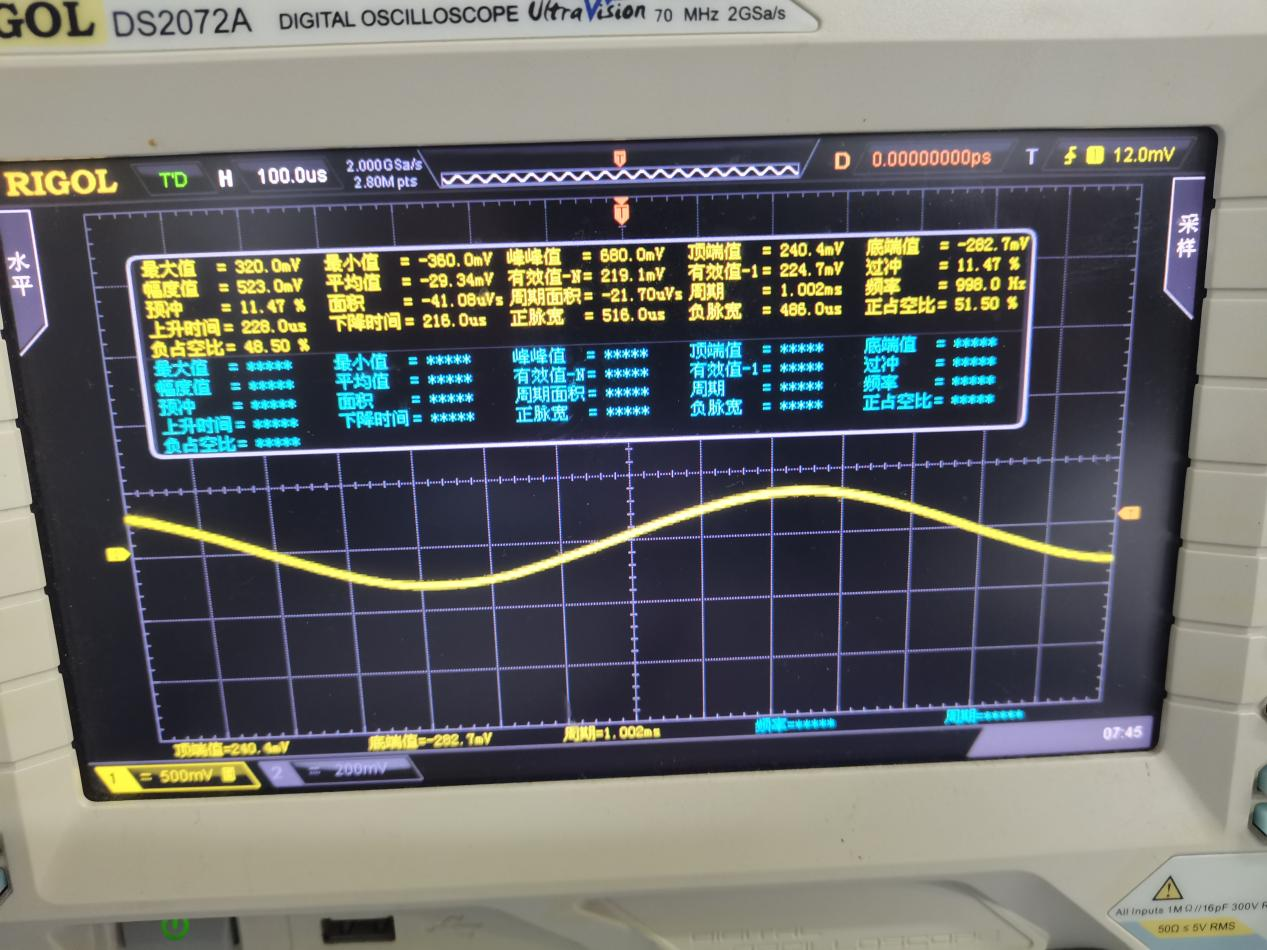 GOL DS2072A DIGITAL OSCILLOSCOPE UltraVision 70 MHz 2GSa/s
RIGOL T'D H 100.0us 2.000GSa/s 2.80M pts D 0.00000000ps T 1 12.0mV
T
T
水平
采样
最大值 = 320.0mV 最小值 = -360.0mV 峰峰值 = 680.0mV 顶端值 = 240.4mV 底端值 = -282.7mV
幅度值 = 523.0mV 平均值 = -29.34mV 有效值-N= 219.1mV 有效值-1= 224.7mV 过冲 = 11.47 %
预冲 = 11.47 % 面积 = -41.08uVs 周期面积= -21.70uVs 周期 = 1.002ms 频率 = 998.0 Hz
上升时间= 228.0us 下降时间= 216.0us 正脉宽 = 516.0us 负脉宽 = 486.0us 正占空比= 51.50 %
负占空比= 48.50 %
最大值 = ***** 最小值 = ***** 峰峰值 = ***** 顶端值 = ***** 底端值 = *****
幅度值 = ***** 平均值 = ***** 有效值-N= ***** 有效值-1= ***** 过冲 = *****
预冲 = ***** 面积 = ***** 周期面积= ***** 周期 = ***** 频率 = *****
上升时间= ***** 下降时间= ***** 正脉宽 = ***** 负脉宽 = ***** 正占空比= *****
负占空比= *****
T
顶端值=240.4mV 底端值=-282.7mV 周期=1.002ms 频率=***** 周期=*****
1 = 500mV 2 = 200mV 07:45
All Inputs 1MΩ//16pF 300V
50Ω ≤ 5V RMS
DIGITAL